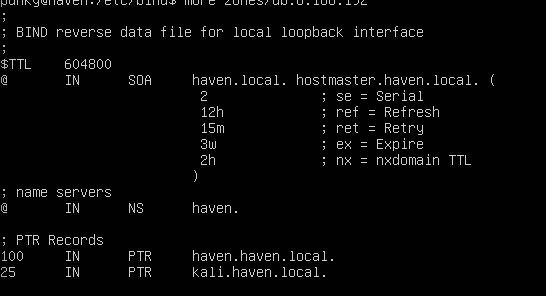 punky@haven:/etc/bind$ more zones/db.0.168.192
;
; BIND reverse data file for local loopback interface
;
$TTL 604800
@ IN SOA haven.local. hostmaster.haven.local. (
2 ; se = Serial
12h ; ref = Refresh
15m ; ret = Retry
3w ; ex = Expire
2h ; nx = nxdomain TTL
)
; name servers
@ IN NS haven.
; PTR Records
100 IN PTR haven.haven.local.
25 IN PTR kali.haven.local.